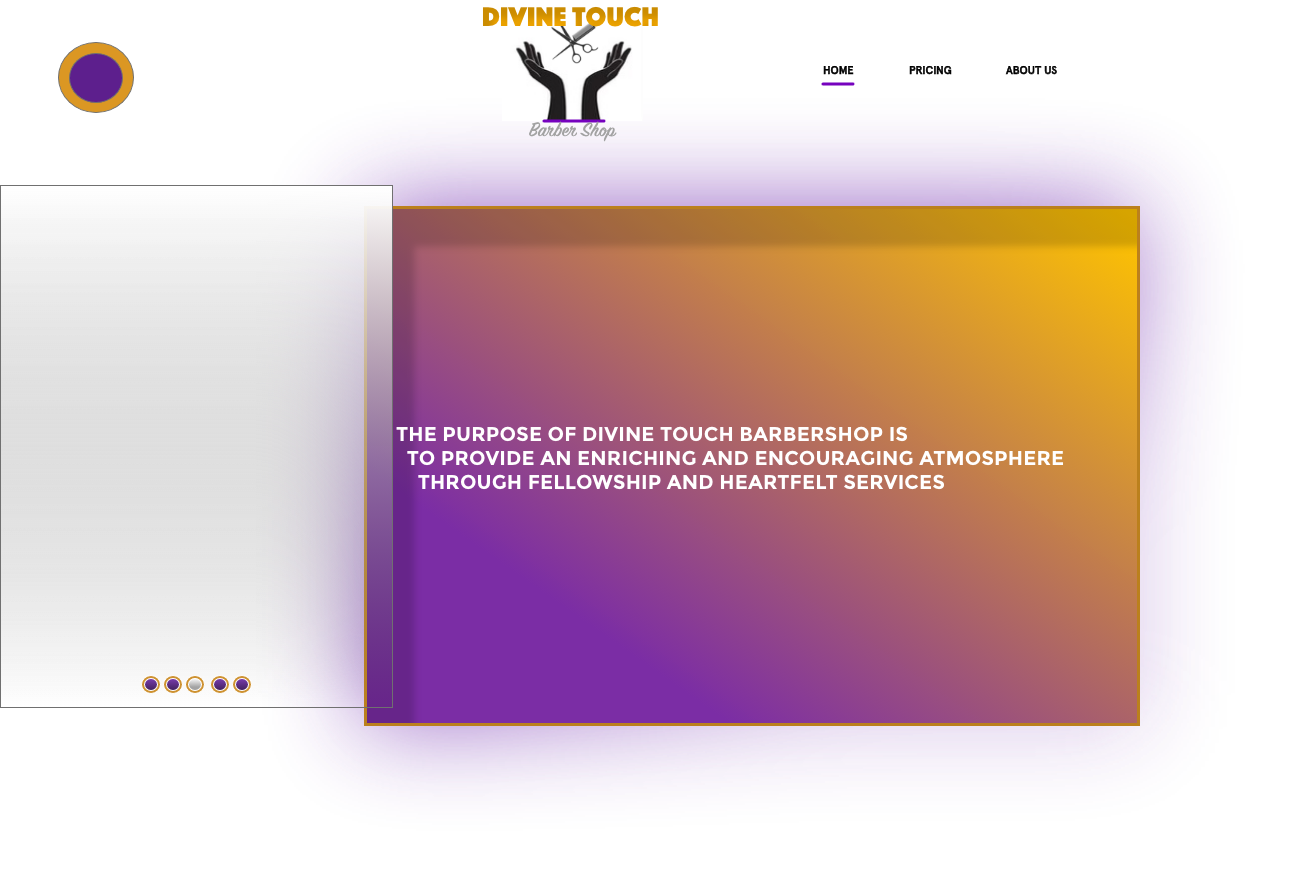 DIVINE TOUCH
Barber Shop
HOME PRICING ABOUT US
THE PURPOSE OF DIVINE TOUCH BARBERSHOP IS
TO PROVIDE AN ENRICHING AND ENCOURAGING ATMOSPHERE
THROUGH FELLOWSHIP AND HEARTFELT SERVICES